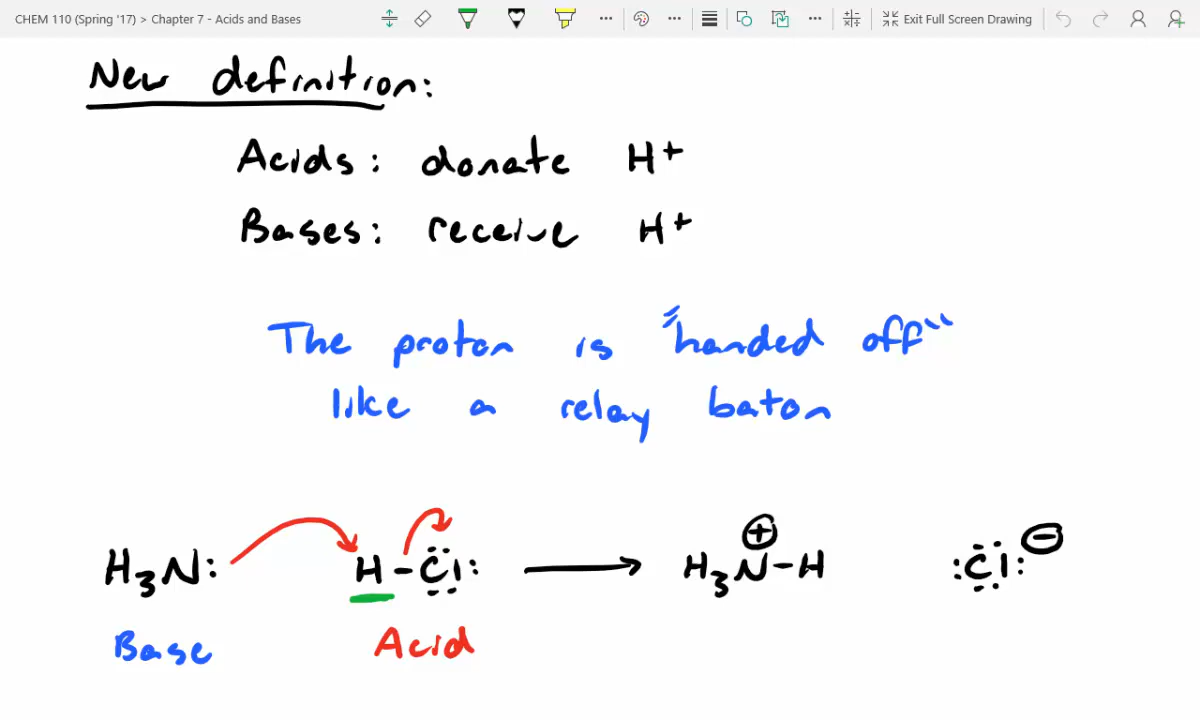 CHEM 110 (Spring '17) > Chapter 7 - Acids and Bases
Exit Full Screen Drawing
New definition:
Acids: donate H+
Bases: receive H+
The proton is "handed off"
like a relay baton
H₃N: H-Cl: → H₃N-H ⊕ :Cl: ⊖
Base Acid